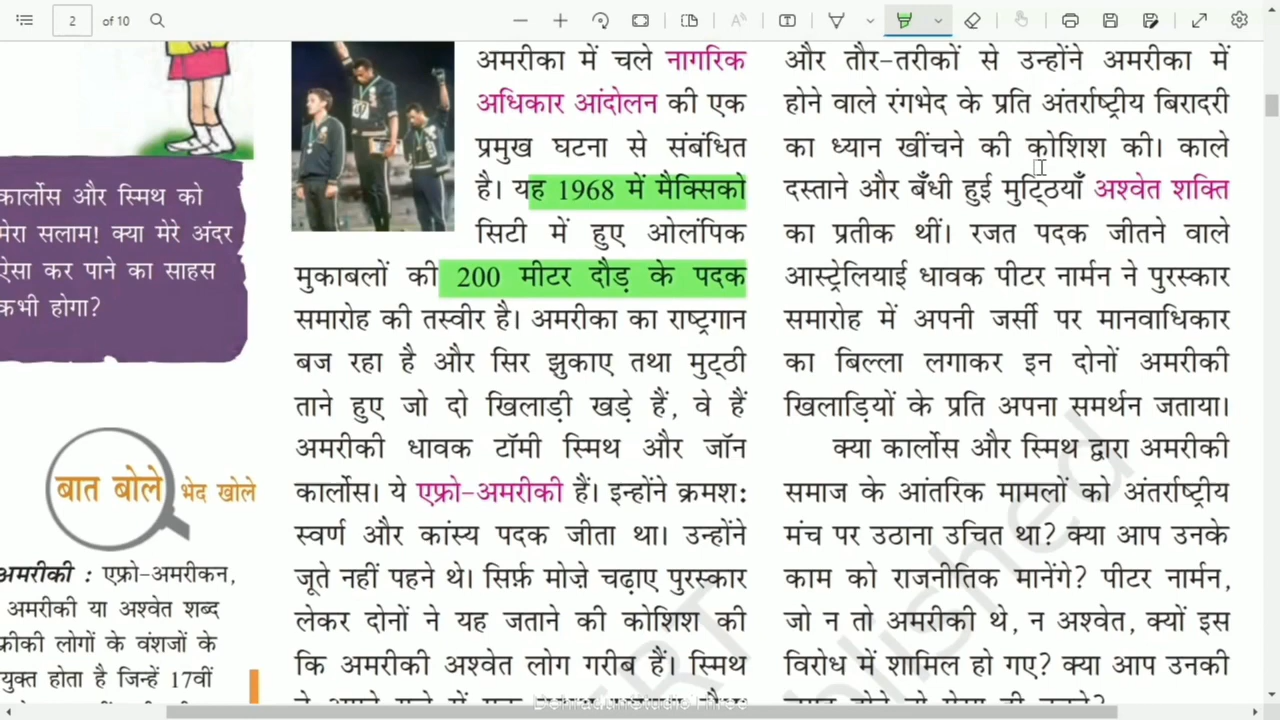 2 of 10
कार्लोस और स्मिथ को
मेरा सलाम! क्या मेरे अंदर
ऐसा कर पाने का साहस
कभी होगा?
बात बोले भेद खोले
अमरीकी : एफ्रो-अमरीकन,
अमरीकी या अश्वेत शब्द
फ्रीकी लोगों के वंशजों के
युक्त होता है जिन्हें 17वीं
अमरीका में चले नागरिक
अधिकार आंदोलन की एक
प्रमुख घटना से संबंधित
है। यह 1968 में मैक्सिको
सिटी में हुए ओलंपिक
मुकाबलों की 200 मीटर दौड़ के पदक
समारोह की तस्वीर है। अमरीका का राष्ट्रगान
बज रहा है और सिर झुकाए तथा मुट्ठी
ताने हुए जो दो खिलाड़ी खड़े हैं, वे हैं
अमरीकी धावक टॉमी स्मिथ और जॉन
कार्लोस। ये एफ्रो-अमरीकी हैं। इन्होंने क्रमश:
स्वर्ण और कांस्य पदक जीता था। उन्होंने
जूते नहीं पहने थे। सिर्फ़ मोज़े चढ़ाए पुरस्कार
लेकर दोनों ने यह जताने की कोशिश की
कि अमरीकी अश्वेत लोग गरीब हैं। स्मिथ
और तौर-तरीकों से उन्होंने अमरीका में
होने वाले रंगभेद के प्रति अंतर्राष्ट्रीय बिरादरी
का ध्यान खींचने की कोशिश की। काले
दस्ताने और बँधी हुई मुट्ठियाँ अश्वेत शक्ति
का प्रतीक थीं। रजत पदक जीतने वाले
आस्ट्रेलियाई धावक पीटर नार्मन ने पुरस्कार
समारोह में अपनी जर्सी पर मानवाधिकार
का बिल्ला लगाकर इन दोनों अमरीकी
खिलाड़ियों के प्रति अपना समर्थन जताया।
क्या कार्लोस और स्मिथ द्वारा अमरीकी
समाज के आंतरिक मामलों को अंतर्राष्ट्रीय
मंच पर उठाना उचित था? क्या आप उनके
काम को राजनीतिक मानेंगे? पीटर नार्मन,
जो न तो अमरीकी थे, न अश्वेत, क्यों इस
विरोध में शामिल हो गए? क्या आप उनकी
DehradunStudioThree